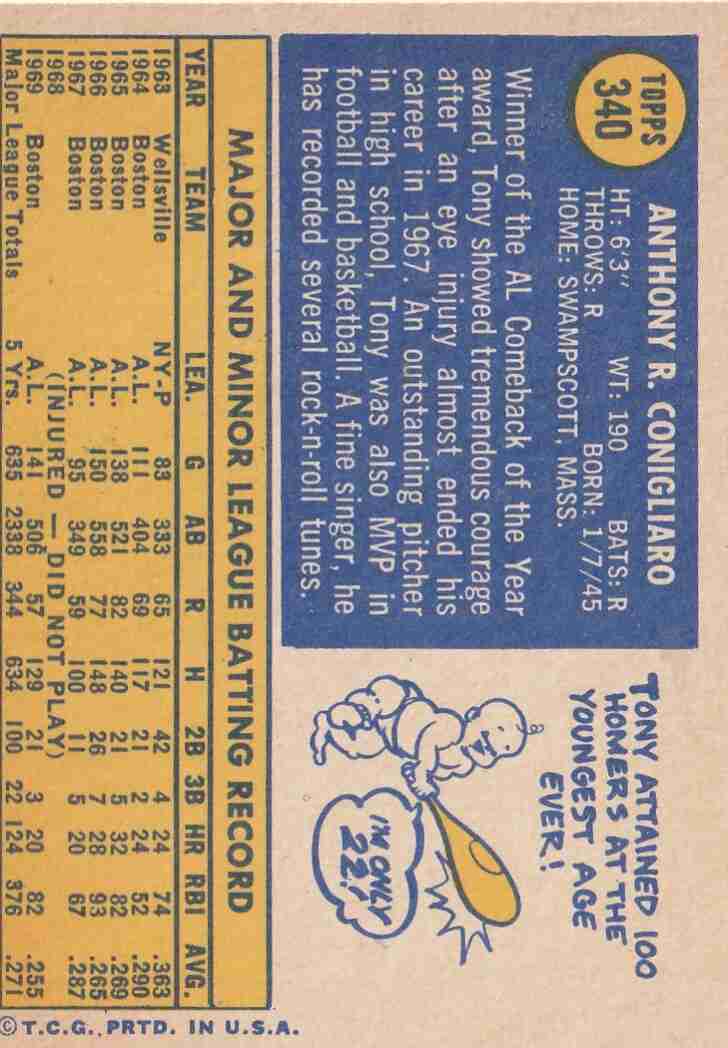 TOPPS
340
ANTHONY R. CONIGLIARO
HT: 6'3" WT: 190 BATS: R
THROWS: R BORN: 1/7/45
HOME: SWAMPSCOTT, MASS.
Winner of the AL Comeback of the Year
award, Tony showed tremendous courage
after an eye injury almost ended his
career in 1967. An outstanding pitcher
in high school, Tony was also MVP in
football and basketball. A fine singer, he
has recorded several rock-n-roll tunes.
TONY ATTAINED 100
HOMERS AT THE
YOUNGEST AGE
EVER!
I'M ONLY
22!
MAJOR AND MINOR LEAGUE BATTING RECORD
YEAR TEAM LEA. G AB R H 2B 3B HR RBI AVG.
1963 Wellsville NY-P 83 333 65 121 42 4 24 74 .363
1964 Boston A.L. 111 404 69 117 21 2 24 52 .290
1965 Boston A.L. 138 521 82 140 21 5 32 82 .269
1966 Boston A.L. 150 558 77 148 26 7 28 93 .265
1967 Boston A.L. 95 349 59 100 11 5 20 67 .287
1968 (INJURED — DID NOT PLAY)
1969 Boston A.L. 141 506 57 129 21 3 20 82 .255
Major League Totals 5 Yrs. 635 2338 344 634 100 22 124 376 .271
© T.C.G., PRTD. IN U.S.A.